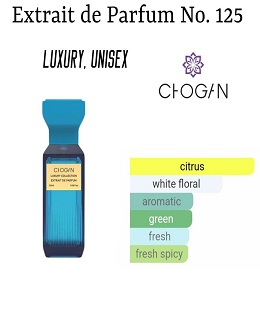 Extrait de Parfum No. 125
LUXURY, UNISEX
CHOGAN
CHOGAN
LUXURY COLLECTION
EXTRAIT DE PARFUM
citrus
white floral
aromatic
green
fresh
fresh spicy